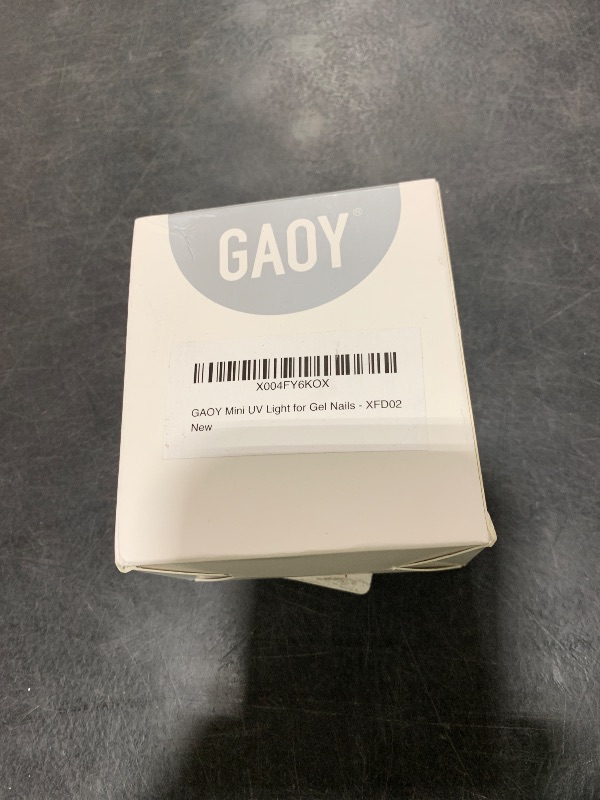 GAOY®
X004FY6KOX
GAOY Mini UV Light for Gel Nails - XFD02
New